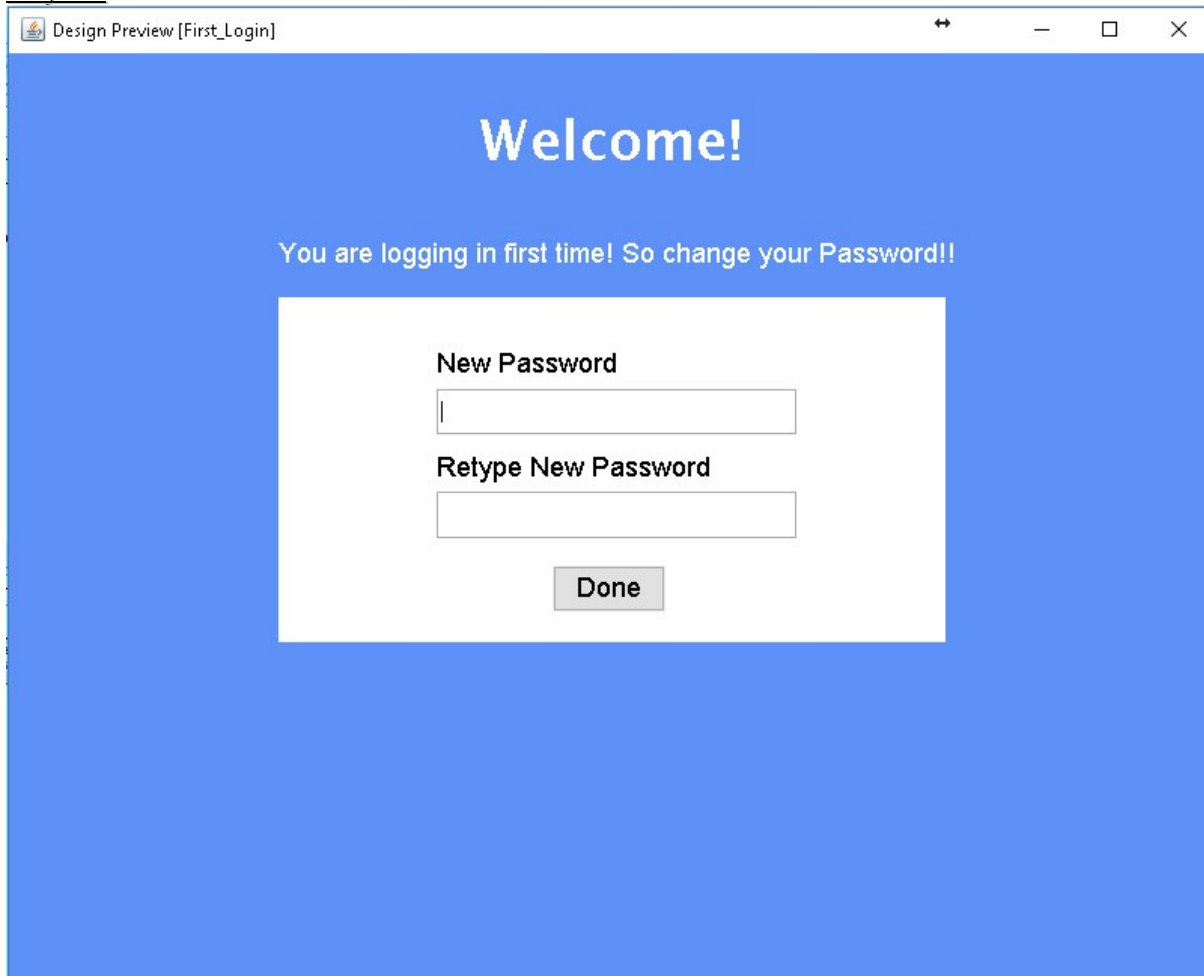 Design Preview [First_Login]
Welcome!
You are logging in first time! So change your Password!!
New Password
Retype New Password
Done